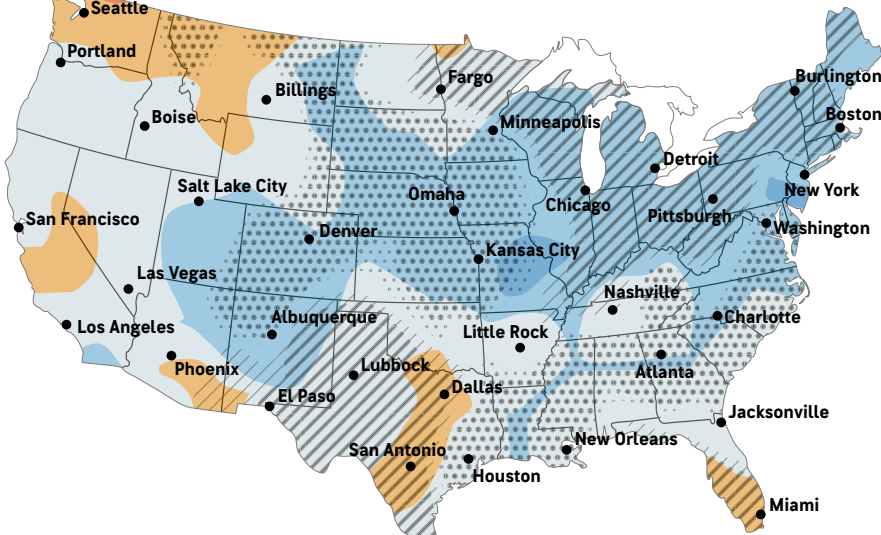 Seattle
Portland
Fargo
Burlington
Billings
Boise
Minneapolis
Boston
Detroit
Salt Lake City
Omaha
New York
Chicago
San Francisco
Pittsburgh
Denver
Washington
Kansas City
Las Vegas
Nashville
Albuquerque
Los Angeles
Little Rock
Charlotte
Phoenix
Lubbock
Atlanta
Dallas
El Paso
Jacksonville
New Orleans
San Antonio
Houston
Miami